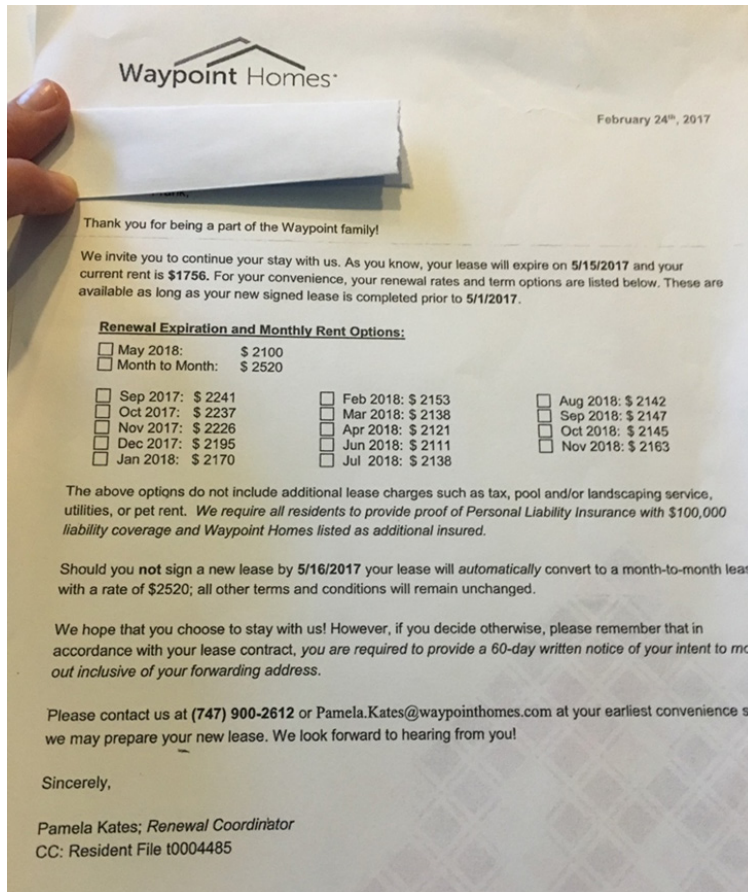 Waypoint Homes
February 24th, 2017
Thank you for being a part of the Waypoint family!
We invite you to continue your stay with us. As you know, your lease will expire on 5/15/2017 and your
current rent is $1756. For your convenience, your renewal rates and term options are listed below. These are
available as long as your new signed lease is completed prior to 5/1/2017.
Renewal Expiration and Monthly Rent Options:
May 2018: $ 2100
Month to Month: $ 2520
Sep 2017: $ 2241 Feb 2018: $ 2153 Aug 2018: $ 2142
Oct 2017: $ 2237 Mar 2018: $ 2138 Sep 2018: $ 2147
Nov 2017: $ 2226 Apr 2018: $ 2121 Oct 2018: $ 2145
Dec 2017: $ 2195 Jun 2018: $ 2111 Nov 2018: $ 2163
Jan 2018: $ 2170 Jul 2018: $ 2138
The above options do not include additional lease charges such as tax, pool and/or landscaping service,
utilities, or pet rent. We require all residents to provide proof of Personal Liability Insurance with $100,000
liability coverage and Waypoint Homes listed as additional insured.
Should you not sign a new lease by 5/16/2017 your lease will automatically convert to a month-to-month
with a rate of $2520; all other terms and conditions will remain unchanged.
We hope that you choose to stay with us! However, if you decide otherwise, please remember that in
accordance with your lease contract, you are required to provide a 60-day written notice of your intent to
out inclusive of your forwarding address.
Please contact us at (747) 900-2612 or Pamela.Kates@waypointhomes.com at your earliest convenience
we may prepare your new lease. We look forward to hearing from you!
Sincerely,
Pamela Kates; Renewal Coordinator
CC: Resident File t0004485